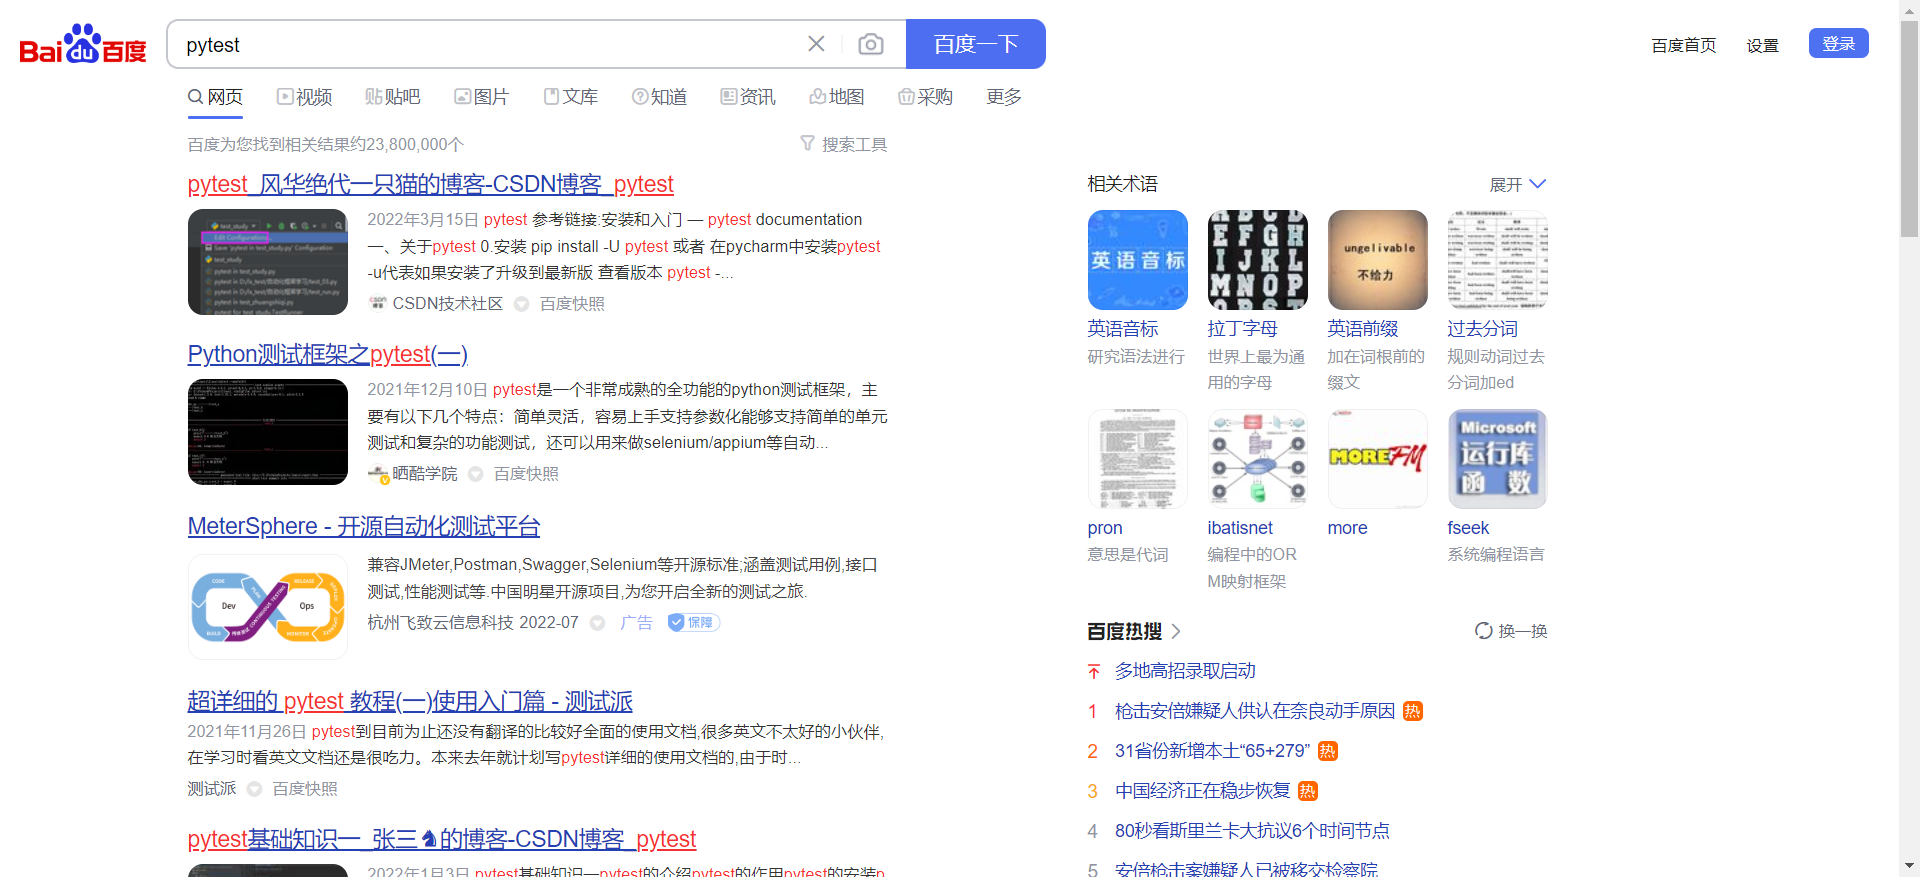 Bai du 百度
pytest
百度一下
百度首页
设置
登录
网页
视频
贴吧
图片
文库
知道
资讯
地图
采购
更多
百度为您找到相关结果约23,800,000个
搜索工具
pytest_风华绝代一只猫的博客-CSDN博客_pytest
2022年3月15日 pytest 参考链接:安装和入门 — pytest documentation
一、关于pytest 0.安装 pip install -U pytest 或者 在pycharm中安装pytest
-u代表如果安装了升级到最新版 查看版本 pytest -...
CSDN技术社区
百度快照
Python测试框架之pytest(一)
2021年12月10日 pytest是一个非常成熟的全功能的python测试框架，主
要有以下几个特点：简单灵活，容易上手支持参数化能够支持简单的单元
测试和复杂的功能测试，还可以用来做selenium/appium等自动...
晒酷学院
百度快照
MeterSphere - 开源自动化测试平台
CODE
PLAN
BUILD
Dev
Ops
RELEASE
MONITOR
兼容JMeter,Postman,Swagger,Selenium等开源标准;涵盖测试用例,接口
测试,性能测试等.中国明星开源项目,为您开启全新的测试之旅.
杭州飞致云信息科技 2022-07
广告
保障
超详细的 pytest 教程(一)使用入门篇 - 测试派
2021年11月26日 pytest到目前为止还没有翻译的比较好全面的使用文档,很多英文不太好的小伙伴,
在学习时看英文文档还是很吃力。本来去年就计划写pytest详细的使用文档的,由于时...
测试派
百度快照
pytest基础知识一_张三♞的博客-CSDN博客_pytest
2022年1月3日 pytest基础知识一pytest的介绍pytest的作用pytest的安装p
相关术语
展开
英语音标
ungelivable
不给力
英语音标
研究语法进行
拉丁字母
世界上最为通
用的字母
英语前缀
加在词根前的
缀文
过去分词
规则动词过去
分词加ed
MOREFM
Microsoft
运行库
函数
pron
意思是代词
ibatisnet
编程中的OR
M映射框架
more
fseek
系统编程语言
百度热搜
换一换
多地高招录取启动
1 枪击安倍嫌疑人供认在奈良动手原因 热
2 31省份新增本土“65+279” 热
3 中国经济正在稳步恢复 热
4 80秒看斯里兰卡大抗议6个时间节点
5 安倍枪击案嫌疑人已被移交检察院